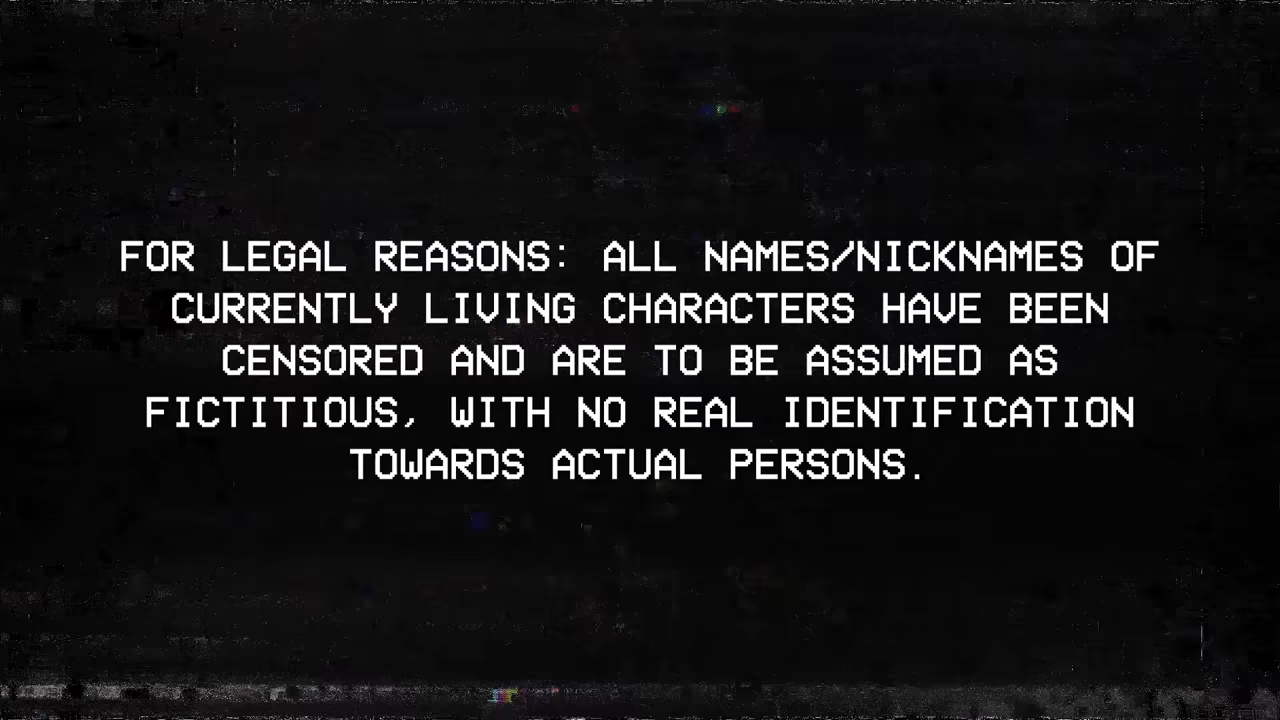 FOR LEGAL REASONS: ALL NAMES/NICKNAMES OF
CURRENTLY LIVING CHARACTERS HAVE BEEN
CENSORED AND ARE TO BE ASSUMED AS
FICTITIOUS, WITH NO REAL IDENTIFICATION
TOWARDS ACTUAL PERSONS.